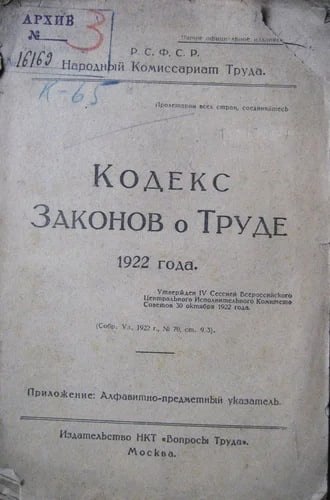 АРХИВ
№ 3
16169
К-65
Р. С. Ф. С. Р.
Народный Комиссариат Труда.
Пролетарии всех стран, соединяйтесь
Кодекс
Законов о Труде
1922 года.
Утвержден IV Сессией Всероссийского
Центрального Исполнительного Комитета
Советов 30 октября 1922 года.
(Собр. Уз., 1922 г., № 70, ст. 903).
Приложение: Алфавитно-предметный указатель.
Издательство НКТ «Вопросы Труда».
Москва.